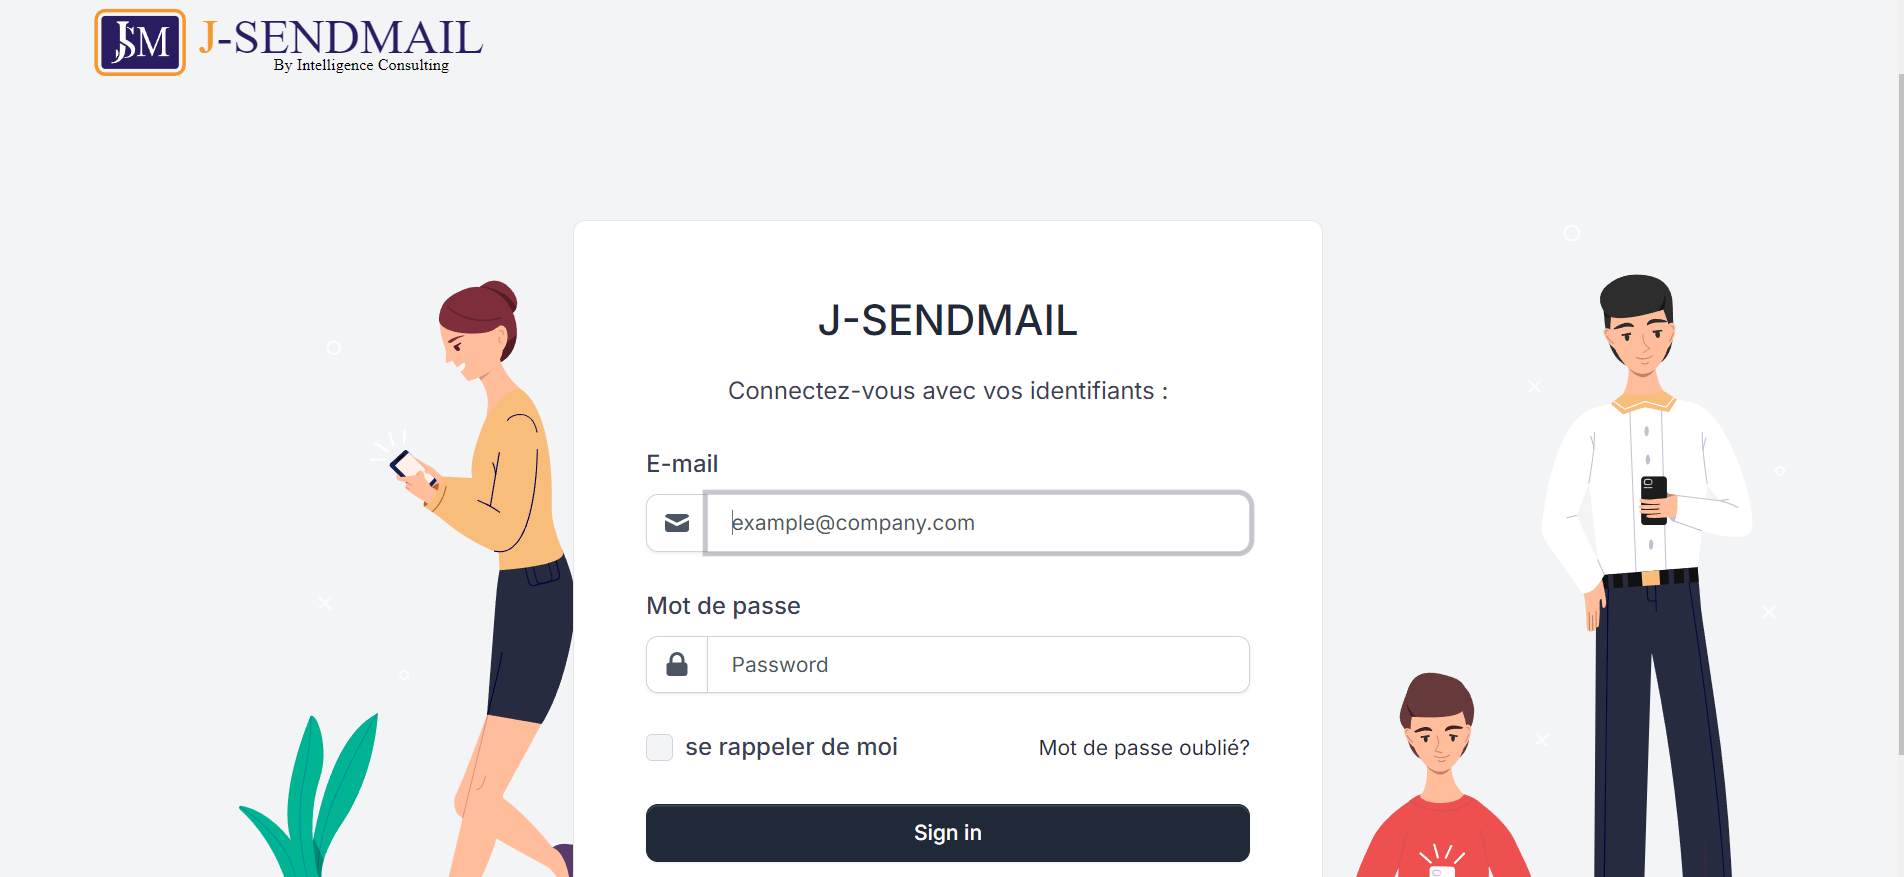 JSM
J-SENDMAIL
By Intelligence Consulting
J-SENDMAIL
Connectez-vous avec vos identifiants :
E-mail
example@company.com
Mot de passe
Password
se rappeler de moi
Mot de passe oublié?
Sign in